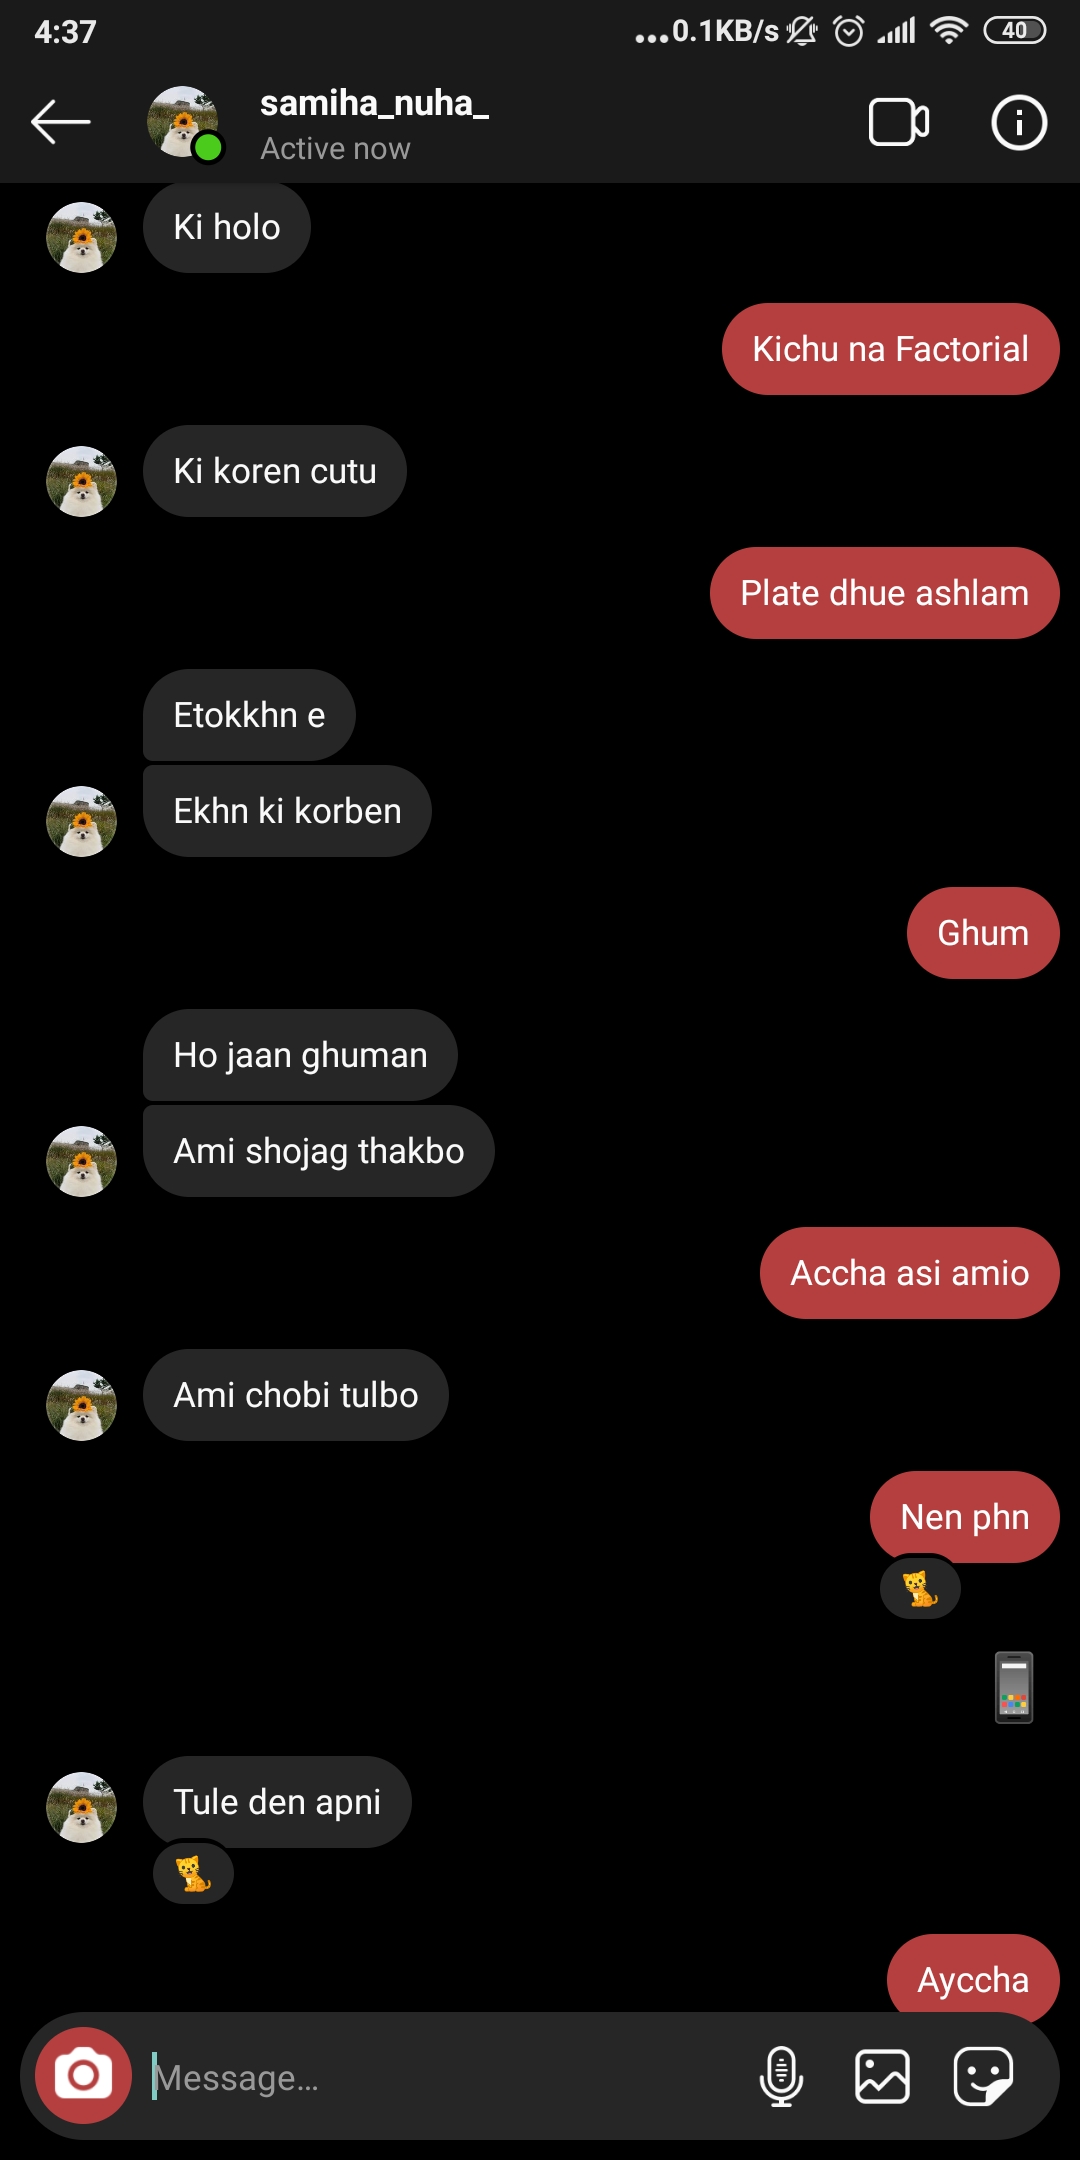 4:37
...0.1KB/s
40
samiha_nuha_
Active now
Ki holo
Kichu na Factorial
Ki koren cutu
Plate dhue ashlam
Etokkhn e
Ekhn ki korben
Ghum
Ho jaan ghuman
Ami shojag thakbo
Accha asi amio
Ami chobi tulbo
Nen phn
Tule den apni
Ayccha
Message...